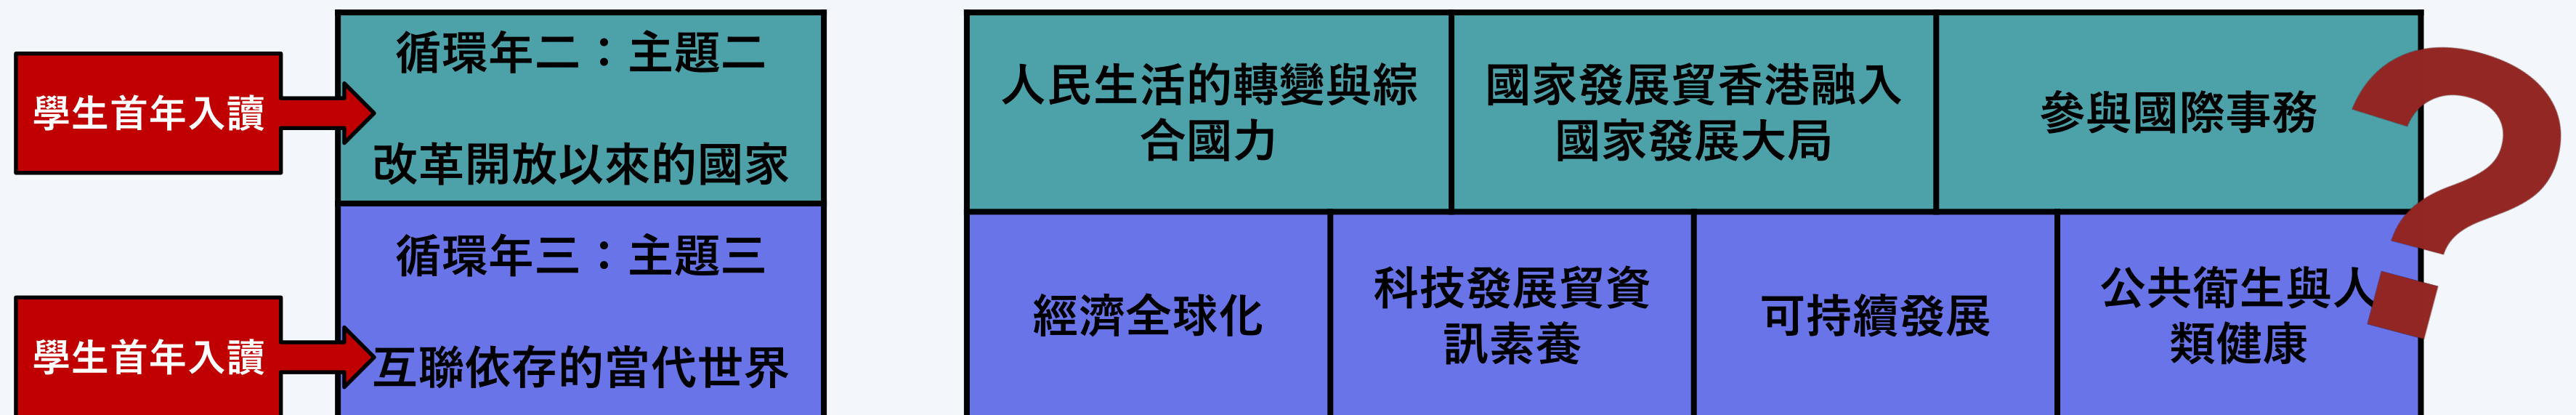 學生首年入讀
循環年二：主題二
改革開放以來的國家
人民生活的轉變與綜
合國力
國家發展貿香港融入
國家發展大局
參與國際事務
?
學生首年入讀
循環年三：主題三
互聯依存的當代世界
經濟全球化
科技發展貿資
訊素養
可持續發展
公共衞生與人
類健康